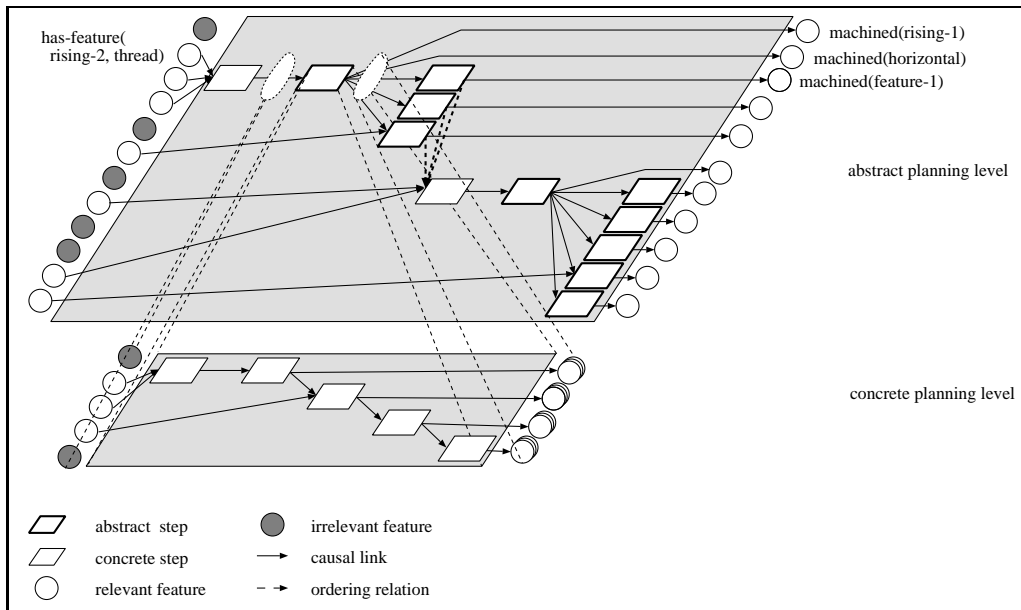 has-feature(
rising-2, thread)
machined(rising-1)
machined(horizontal)
machined(feature-1)
abstract planning level
concrete planning level
abstract step
irrelevant feature
concrete step
causal link
relevant feature
ordering relation